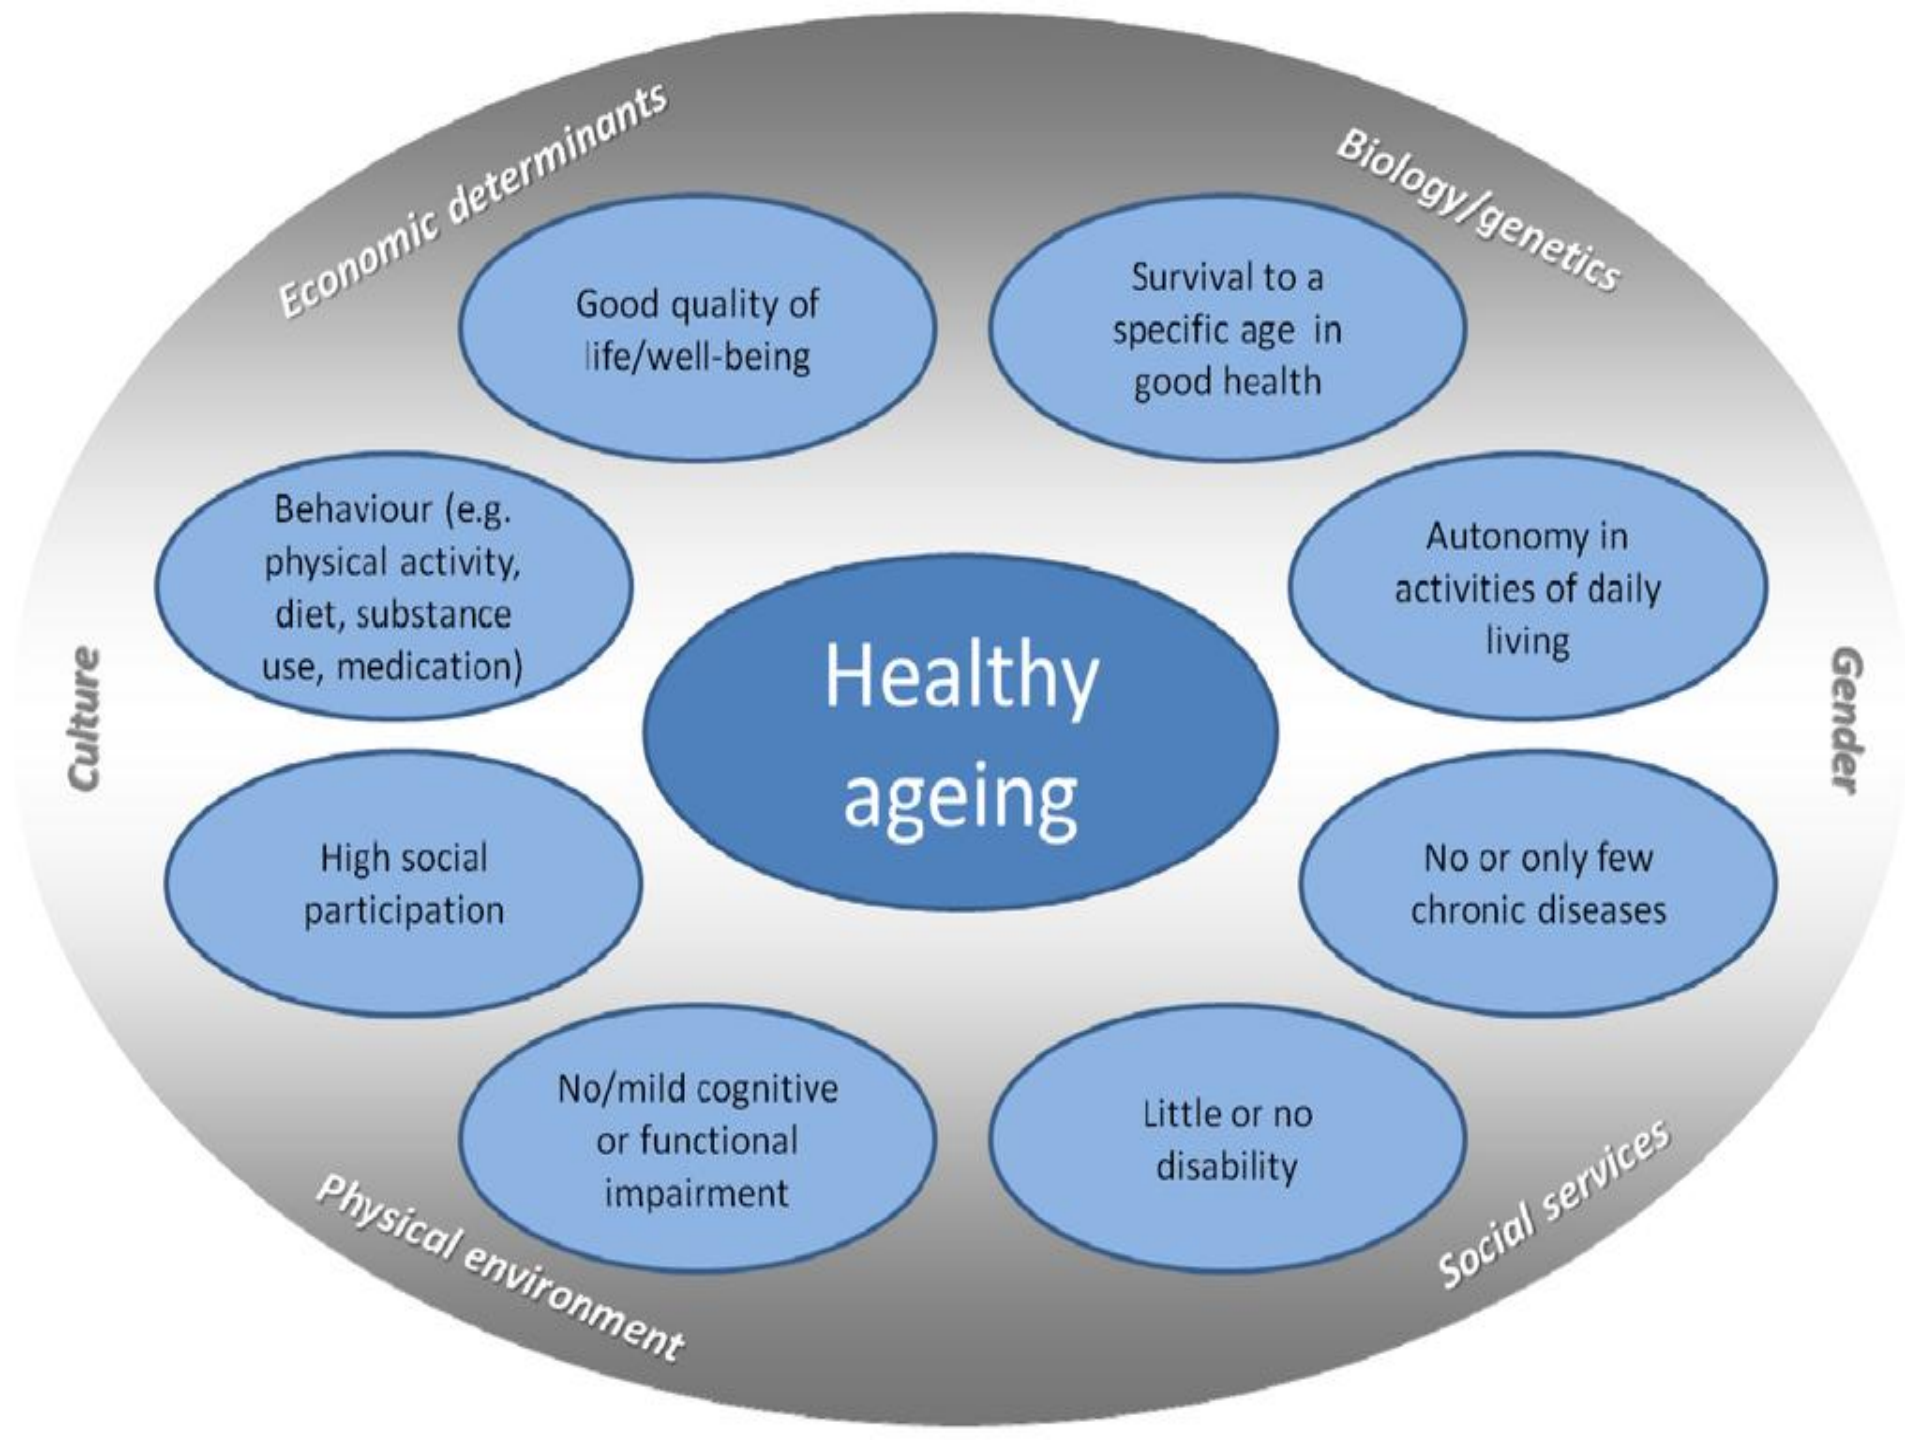 Economic determinants
Biology/genetics
Good quality of
life/well-being
Survival to a
specific age in
good health
Behaviour (e.g.
physical activity,
diet, substance
use, medication)
Autonomy in
activities of daily
living
Culture
Healthy
ageing
Gender
High social
participation
No or only few
chronic diseases
No/mild cognitive
or functional
impairment
Little or no
disability
Physical environment
Social services